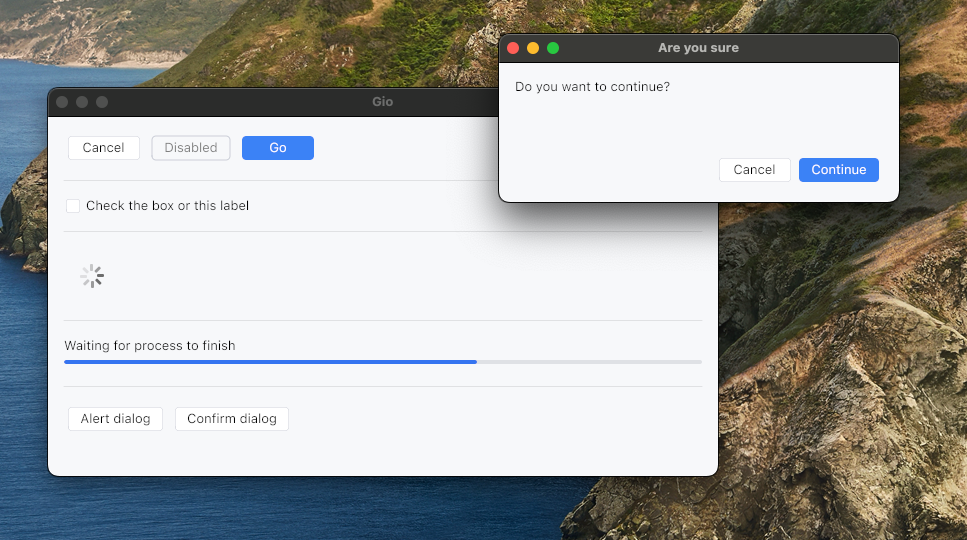 Are you sure
Do you want to continue?
Cancel Continue
Gio
Cancel Disabled Go
Check the box or this label
Waiting for process to finish
Alert dialog Confirm dialog